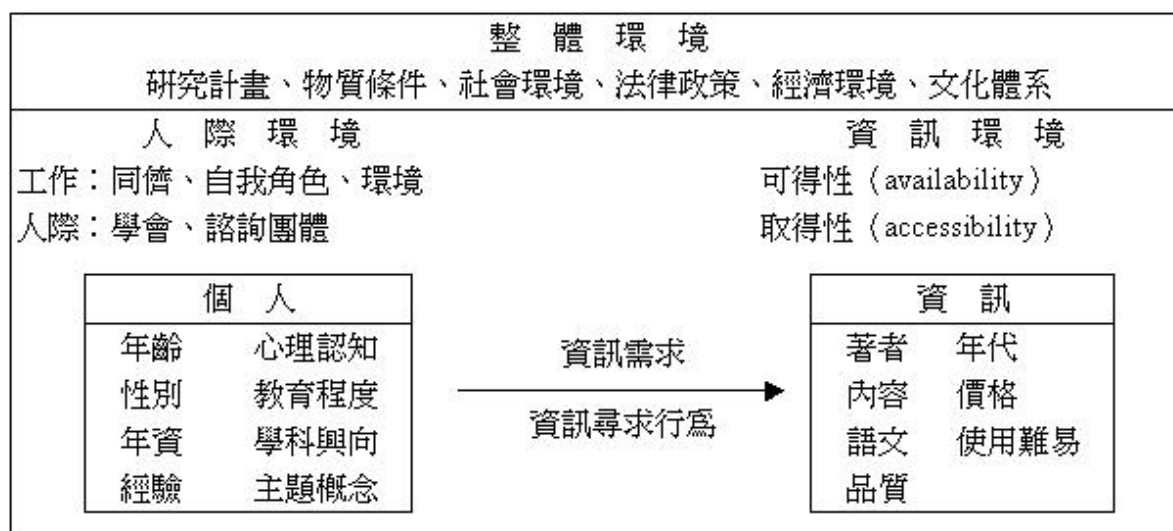 整 體 環 境
研究計畫、物質條件、社會環境、法律政策、經濟環境、文化體系
人 際 環 境
工作：同儕、自我角色、環境
人際：學會、諮詢團體
資 訊 環 境
可得性（availability）
取得性（accessibility）
個 人
年齡 心理認知
性別 教育程度
年資 學科興向
經驗 主題概念
資訊需求
資訊尋求行為
資 訊
著者 年代
內容 價格
語文 使用難易
品質